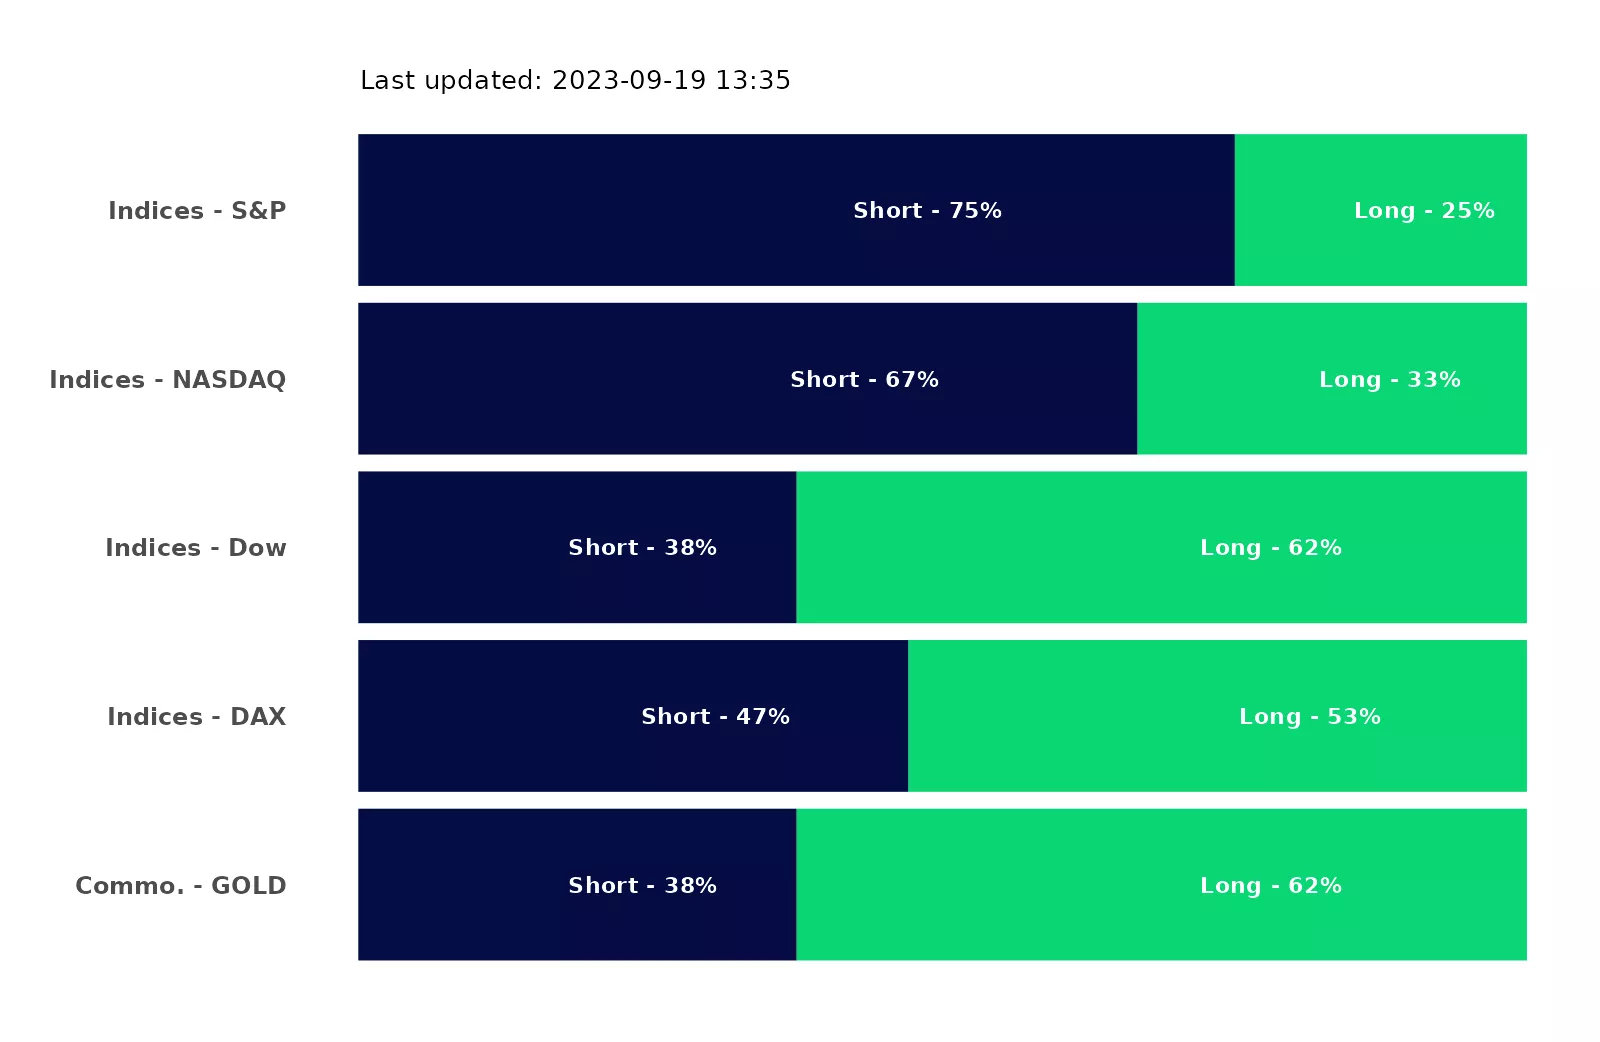 Last updated: 2023-09-19 13:35
Indices - S&P Short - 75% Long - 25%
Indices - NASDAQ Short - 67% Long - 33%
Indices - Dow Short - 38% Long - 62%
Indices - DAX Short - 47% Long - 53%
Commo. - GOLD Short - 38% Long - 62%